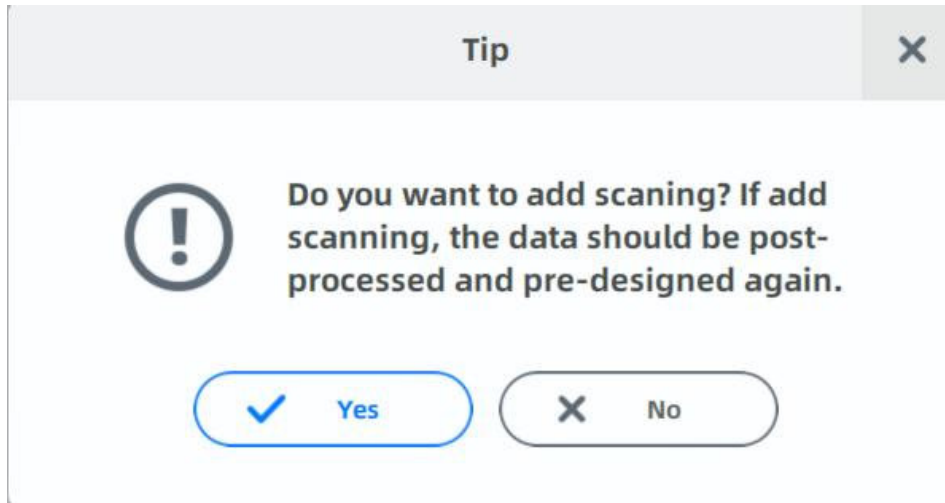 Tip
Do you want to add scaning? If add
scanning, the data should be post-
processed and pre-designed again.
Yes
No